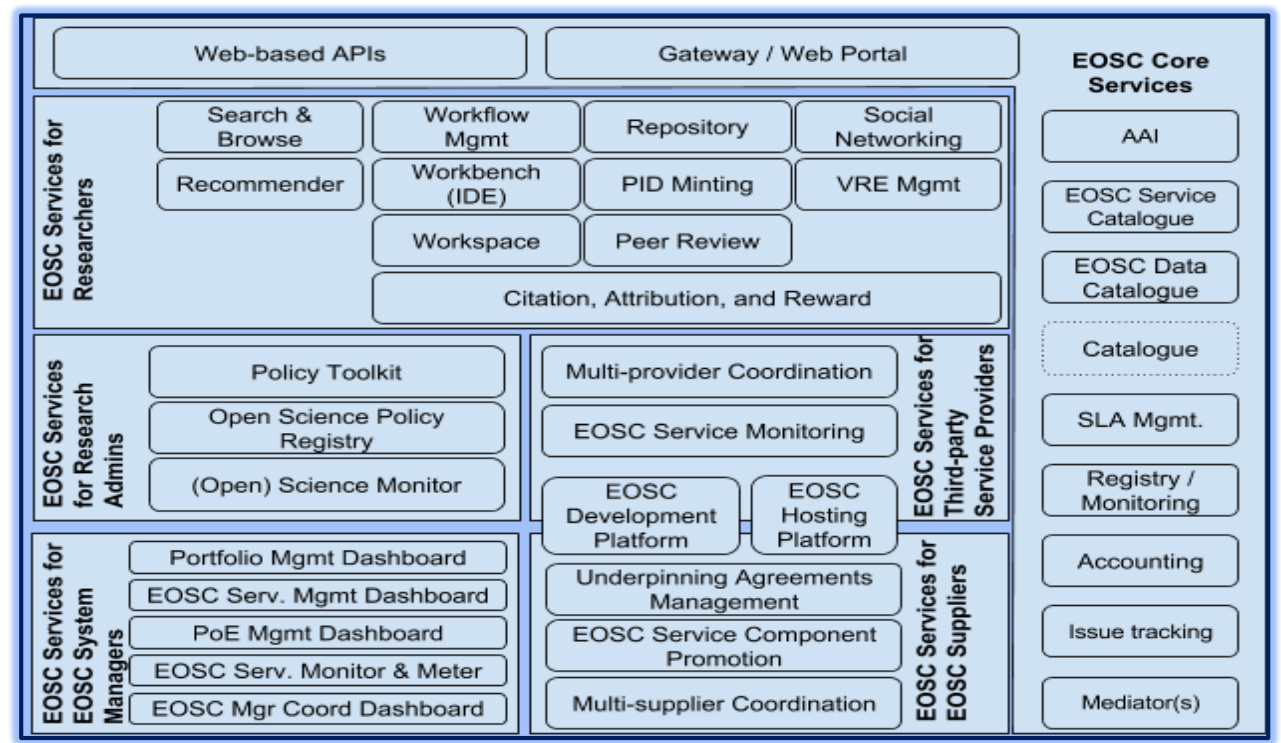 Web-based APIs
Gateway / Web Portal
EOSC Services for
Researchers
Search &
Browse
Workflow
Mgmt
Repository
Social
Networking
Recommender
Workbench
(IDE)
PID Minting
VRE Mgmt
Workspace
Peer Review
Citation, Attribution, and Reward
EOSC Services
for Research
Admins
Policy Toolkit
Open Science Policy
Registry
(Open) Science Monitor
Multi-provider Coordination
EOSC Service Monitoring
EOSC
Development
Platform
EOSC
Hosting
Platform
EOSC Services for
Third-party
Service Providers
EOSC Services for
EOSC System
Managers
Portfolio Mgmt Dashboard
EOSC Serv. Mgmt Dashboard
PoE Mgmt Dashboard
EOSC Serv. Monitor & Meter
EOSC Mgr Coord Dashboard
Underpinning Agreements
Management
EOSC Service Component
Promotion
Multi-supplier Coordination
EOSC Services for
EOSC Suppliers
EOSC Core
Services
AAI
EOSC Service
Catalogue
EOSC Data
Catalogue
Catalogue
SLA Mgmt.
Registry /
Monitoring
Accounting
Issue tracking
Mediator(s)